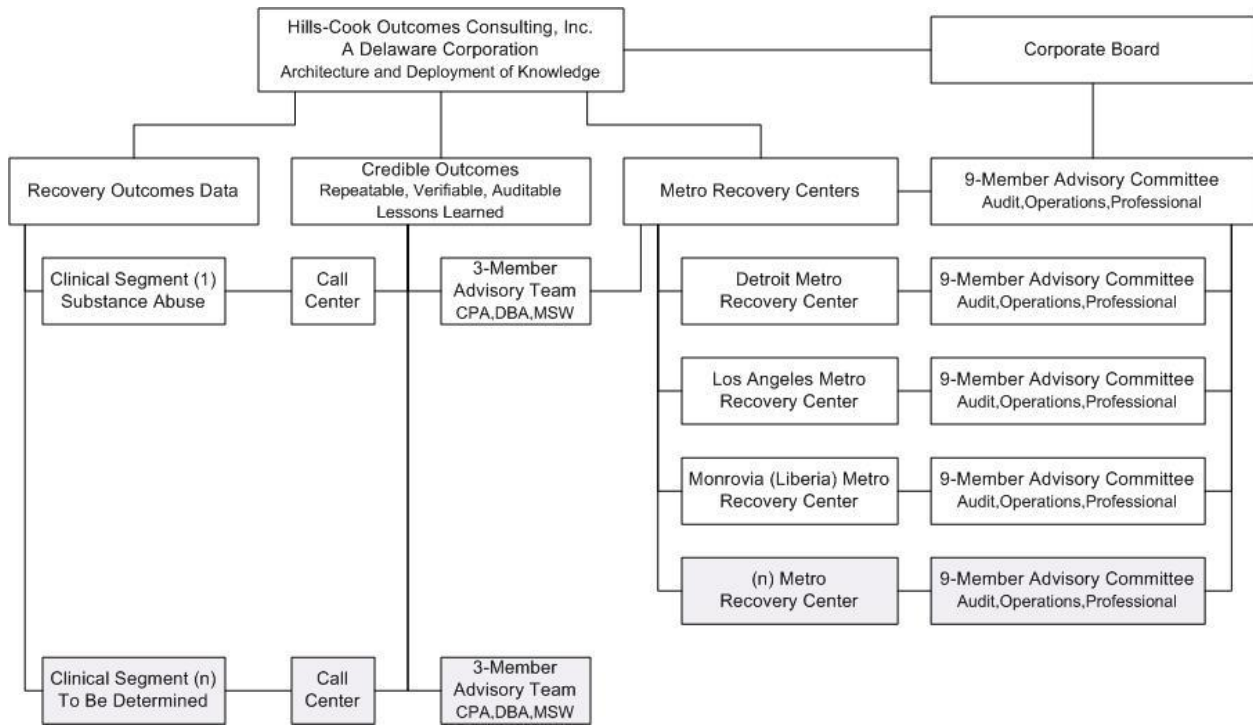 Hills-Cook Outcomes Consulting, Inc.
A Delaware Corporation
Architecture and Deployment of Knowledge
Corporate Board
Recovery Outcomes Data
Credible Outcomes
Repeatable, Verifiable, Auditable
Lessons Learned
Metro Recovery Centers
9-Member Advisory Committee
Audit,Operations,Professional
Clinical Segment (1)
Substance Abuse
Call
Center
3-Member
Advisory Team
CPA,DBA,MSW
Detroit Metro
Recovery Center
9-Member Advisory Committee
Audit,Operations,Professional
Los Angeles Metro
Recovery Center
9-Member Advisory Committee
Audit,Operations,Professional
Monrovia (Liberia) Metro
Recovery Center
9-Member Advisory Committee
Audit,Operations,Professional
(n) Metro
Recovery Center
9-Member Advisory Committee
Audit,Operations,Professional
Clinical Segment (n)
To Be Determined
Call
Center
3-Member
Advisory Team
CPA,DBA,MSW